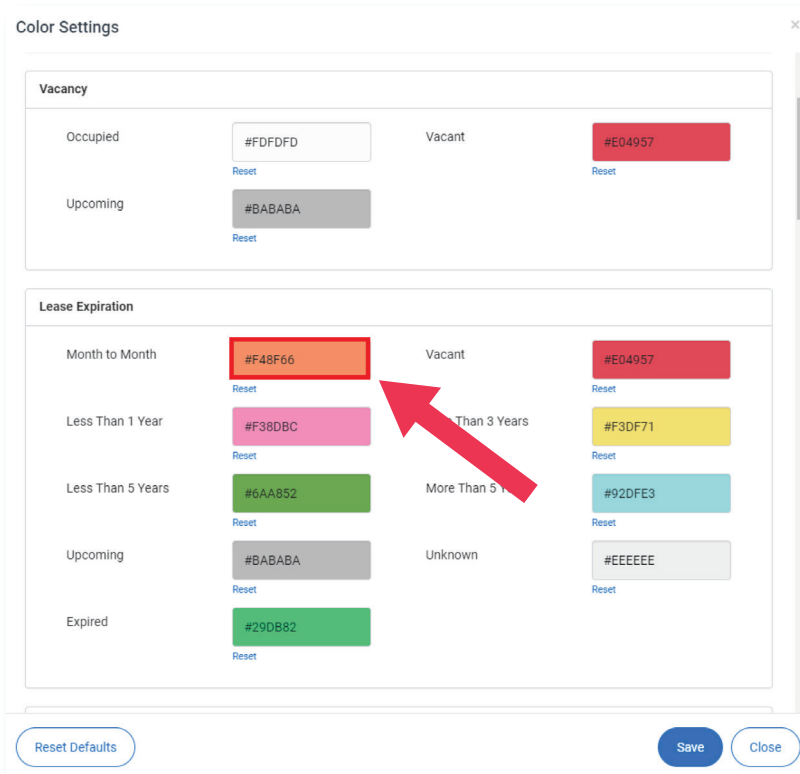 Color Settings
×
Vacancy
Occupied #FDFDFD Vacant #E04957
Reset Reset
Upcoming #BABABA
Reset
Lease Expiration
Month to Month #F48F66 Vacant #E04957
Reset Reset
Less Than 1 Year #F38DBC Than 3 Years #F3DF71
Reset Reset
Less Than 5 Years #6AA852 More Than 5 #92DFE3
Reset Reset
Upcoming #BABABA Unknown #EEEEEE
Reset Reset
Expired #29DB82
Reset
Reset Defaults Save Close